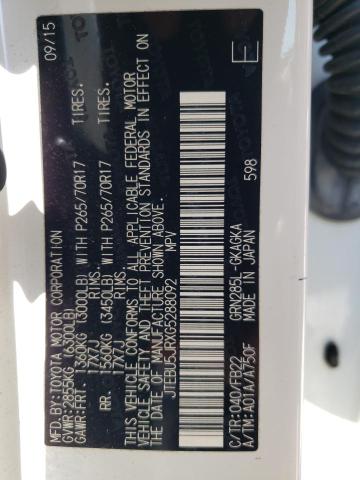 MFD.BY:TOYOTA MOTOR CORPORATION 09/15
GVWR:2855KG(6300LB)
GAWR:FRT. 1360KG(3000LB)WITH P265/70R17 TIRES.
17X7J RIMS.
RR. 1560KG(3450LB)WITH P265/70R17 TIRES.
17X7J RIMS.
THIS VEHICLE CONFORMS TO ALL APPLICABLE FEDERAL MOTOR
VEHICLE SAFETY AND THEFT PREVENTION STANDARDS IN EFFECT ON
THE DATE OF MANUFACTURE SHOWN ABOVE.
JTEBU5JRXG5288092 MPV
C/TR:040/FB22 GRN285L-GKAGKA
A/TM:A01A/A750F MADE IN JAPAN 598
E